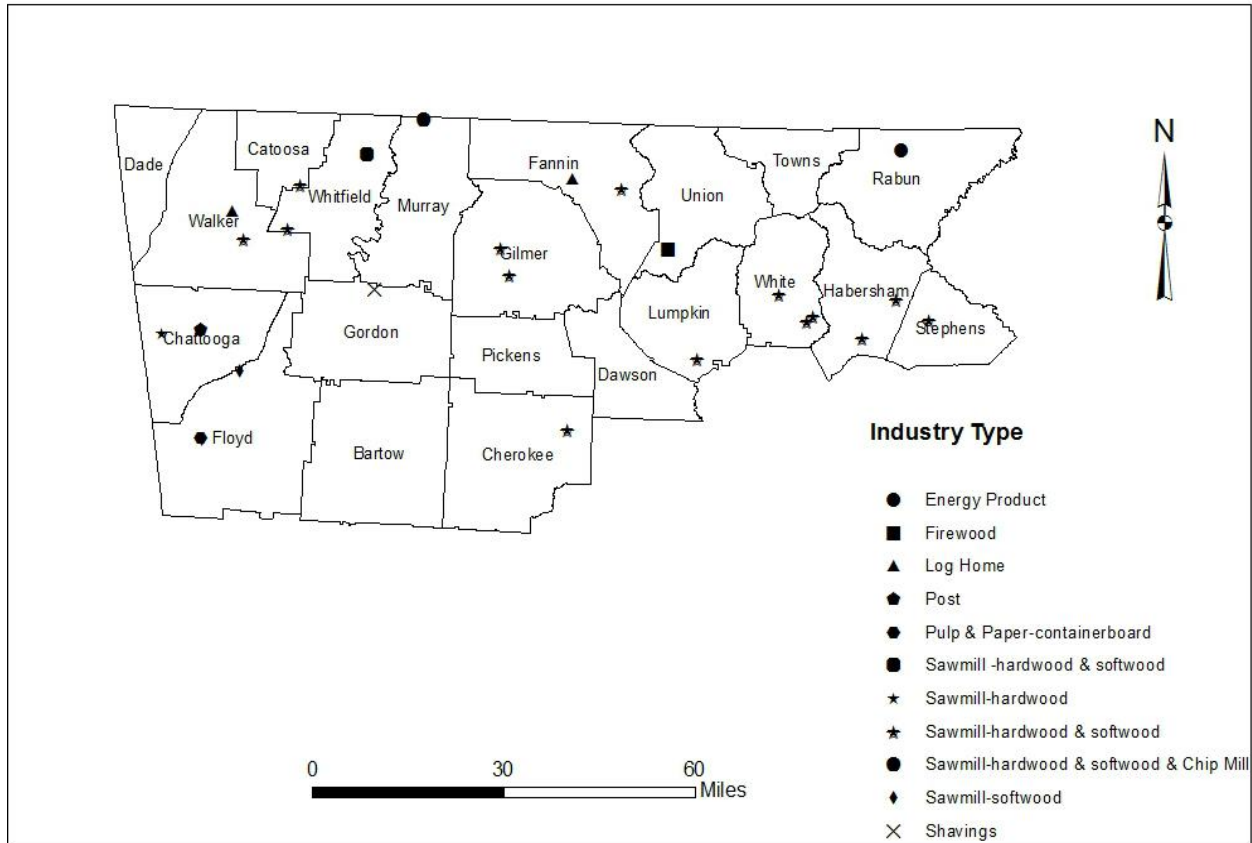 N
Dade
Catoosa
Fannin
Towns
Rabun
Whitfield
Union
Murray
Walker
Gilmer
White
Habersham
Lumpkin
Stephens
Gordon
Chattooga
Pickens
Dawson
Floyd
Bartow
Cherokee
Industry Type
Energy Product
Firewood
Log Home
Post
Pulp & Paper-containerboard
Sawmill -hardwood & softwood
Sawmill-hardwood
Sawmill-hardwood & softwood
Sawmill-hardwood & softwood & Chip Mill
Sawmill-softwood
Shavings
0 30 60
Miles